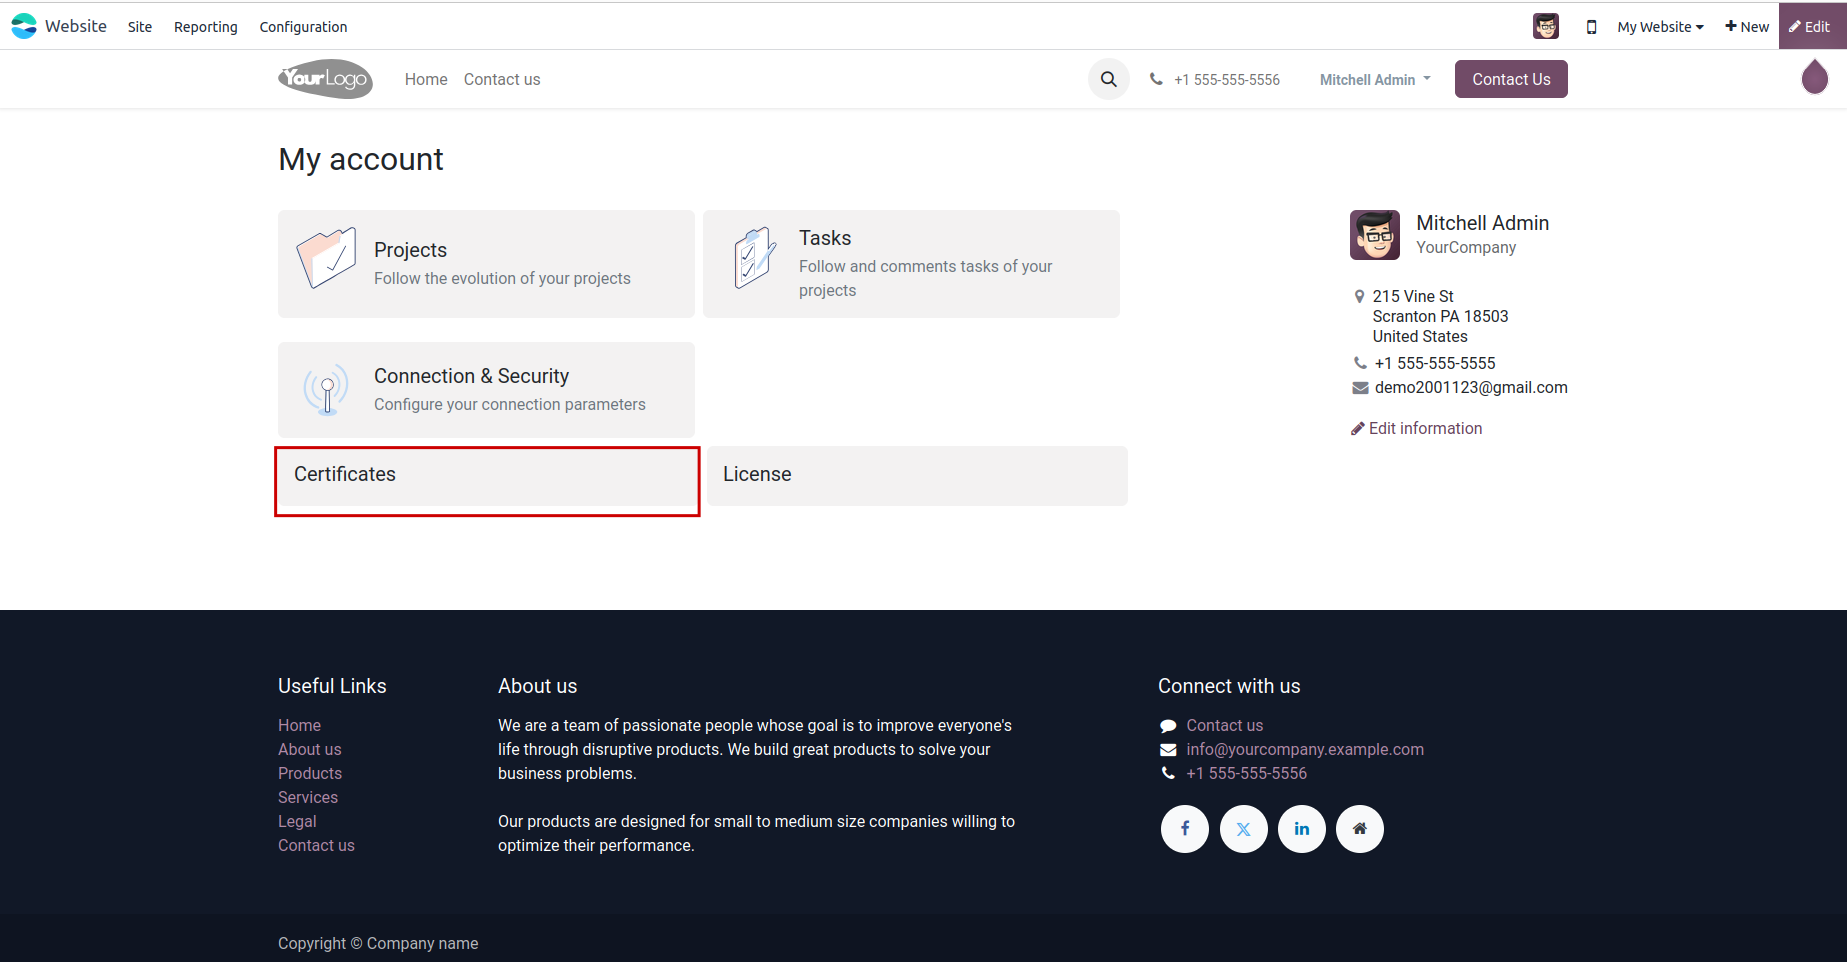 Website Site Reporting Configuration My Website New Edit
YourLogo Home Contact us +1 555-555-5556 Mitchell Admin Contact Us
My account
Projects
Follow the evolution of your projects
Tasks
Follow and comments tasks of your
projects
Connection & Security
Configure your connection parameters
Certificates
License
Mitchell Admin
YourCompany
215 Vine St
Scranton PA 18503
United States
+1 555-555-5555
demo2001123@gmail.com
Edit information
Useful Links
Home
About us
Products
Services
Legal
Contact us
About us
We are a team of passionate people whose goal is to improve everyone's
life through disruptive products. We build great products to solve your
business problems.
Our products are designed for small to medium size companies willing to
optimize their performance.
Connect with us
Contact us
info@yourcompany.example.com
+1 555-555-5556
Copyright © Company name